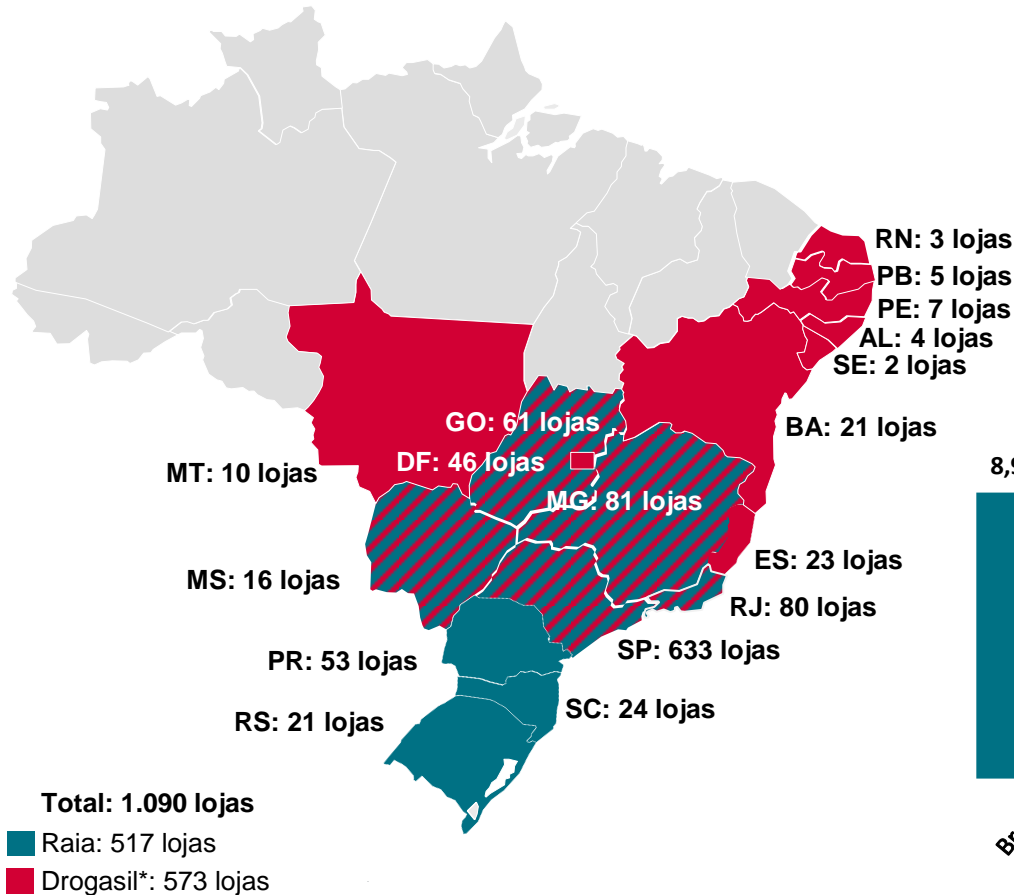 RN: 3 lojas
PB: 5 lojas
PE: 7 lojas
AL: 4 lojas
SE: 2 lojas
GO: 61 lojas
BA: 21 lojas
DF: 46 lojas
MT: 10 lojas
8,9
MG: 81 lojas
ES: 23 lojas
MS: 16 lojas
RJ: 80 lojas
SP: 633 lojas
PR: 53 lojas
SC: 24 lojas
RS: 21 lojas
Total: 1.090 lojas
Raia: 517 lojas
Drogasil*: 573 lojas